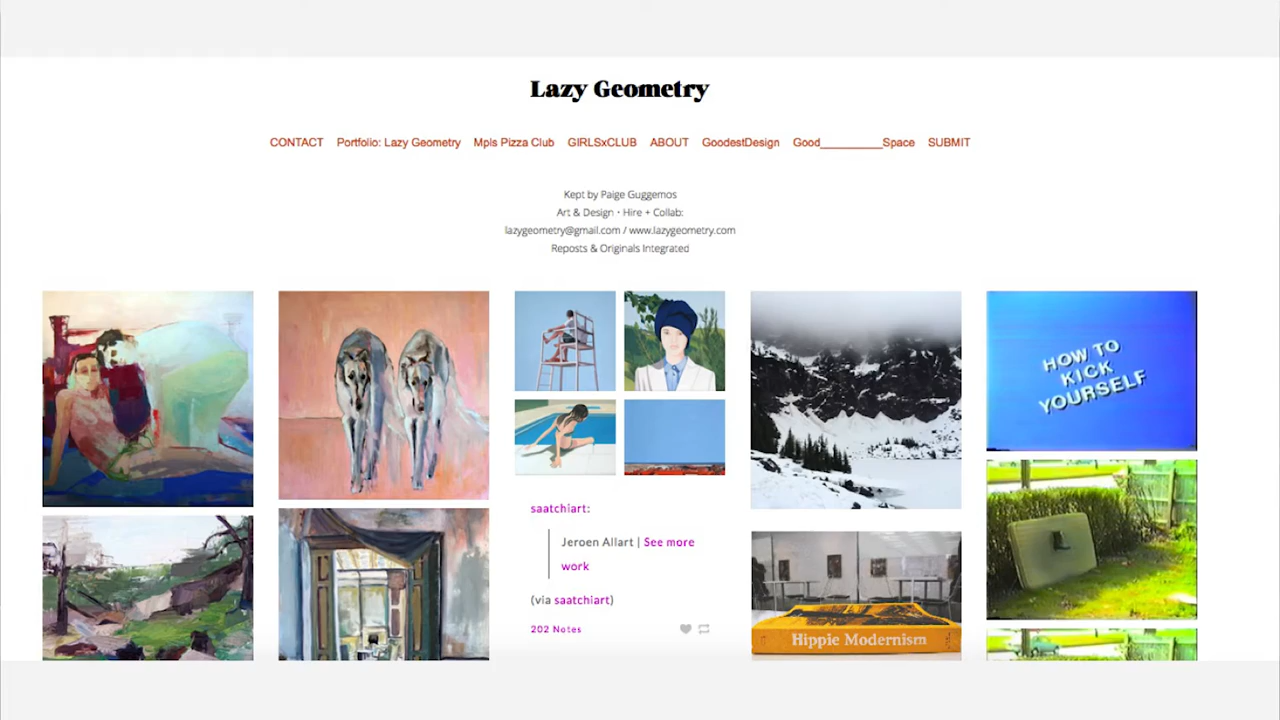 Lazy Geometry
CONTACT Portfolio: Lazy Geometry Mpls Pizza Club GIRLSxCLUB ABOUT GoodestDesign Good__________Space SUBMIT
Kept by Paige Guggemos
Art & Design • Hire + Collab:
lazygeometry@gmail.com / www.lazygeometry.com
Reposts & Originals Integrated
HOW TO
KICK
YOURSELF
saatchiart:
Jeroen Allart | See more
work
(via saatchiart)
202 Notes
Hippie Modernism